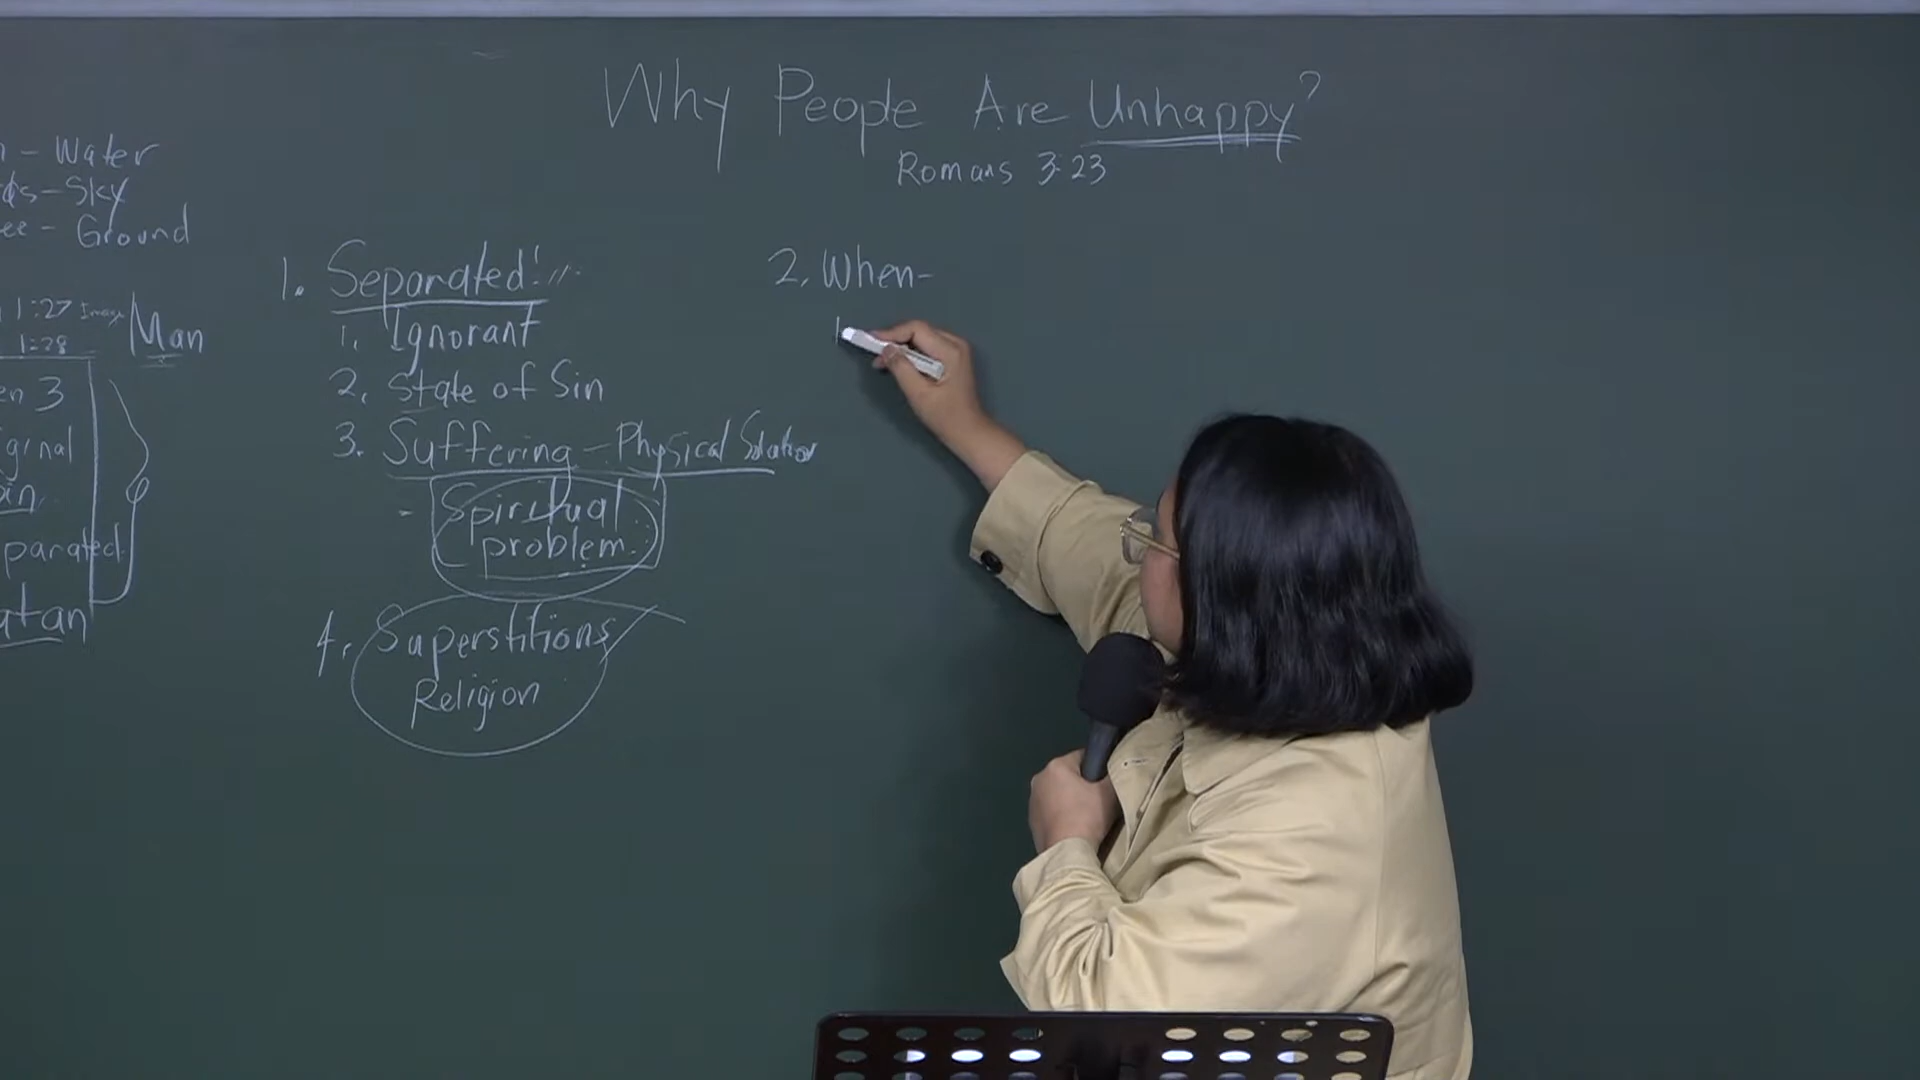 Why People Are Unhappy?
Romans 3:23
- Water
- Sky
- Ground
1:27 Image
1:28
Man
en 3
iginal
in
parated
atan
1. Separated!
1. Ignorant
2. State of Sin
3. Suffering - Physical Solution
- Spiritual
problem.
4. Superstitions
Religion
2. When-